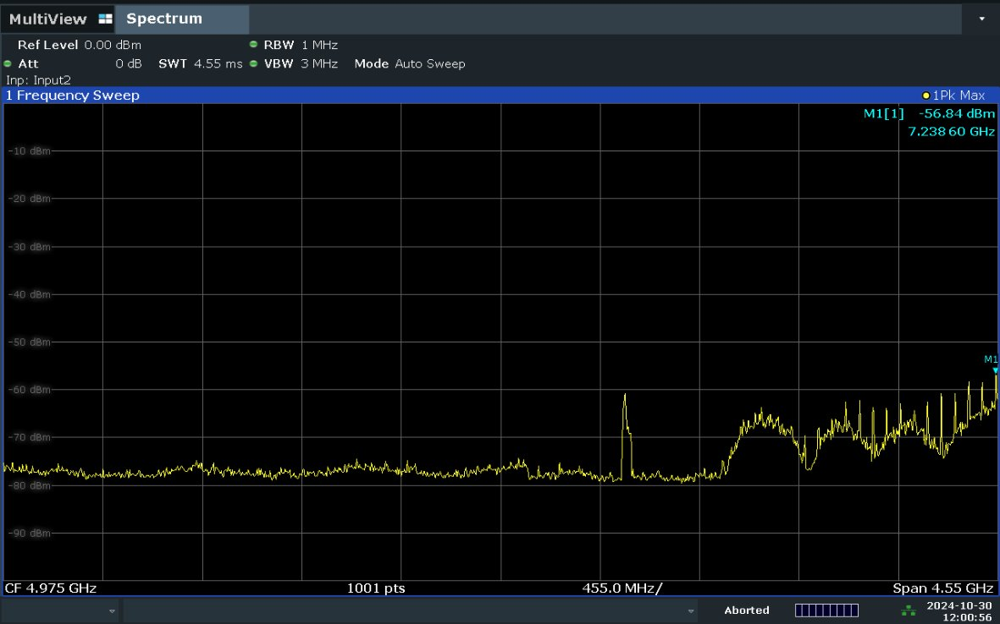 MultiView Spectrum
Ref Level 0.00 dBm RBW 1 MHz
Att 0 dB SWT 4.55 ms VBW 3 MHz Mode Auto Sweep
Inp: Input2
1 Frequency Sweep 1Pk Max
M1[1] -56.84 dBm
7.238 60 GHz
-10 dBm
-20 dBm
-30 dBm
-40 dBm
-50 dBm
M1
-60 dBm
-70 dBm
-80 dBm
-90 dBm
CF 4.975 GHz 1001 pts 455.0 MHz/ Span 4.55 GHz
Aborted 2024-10-30
12:00:56